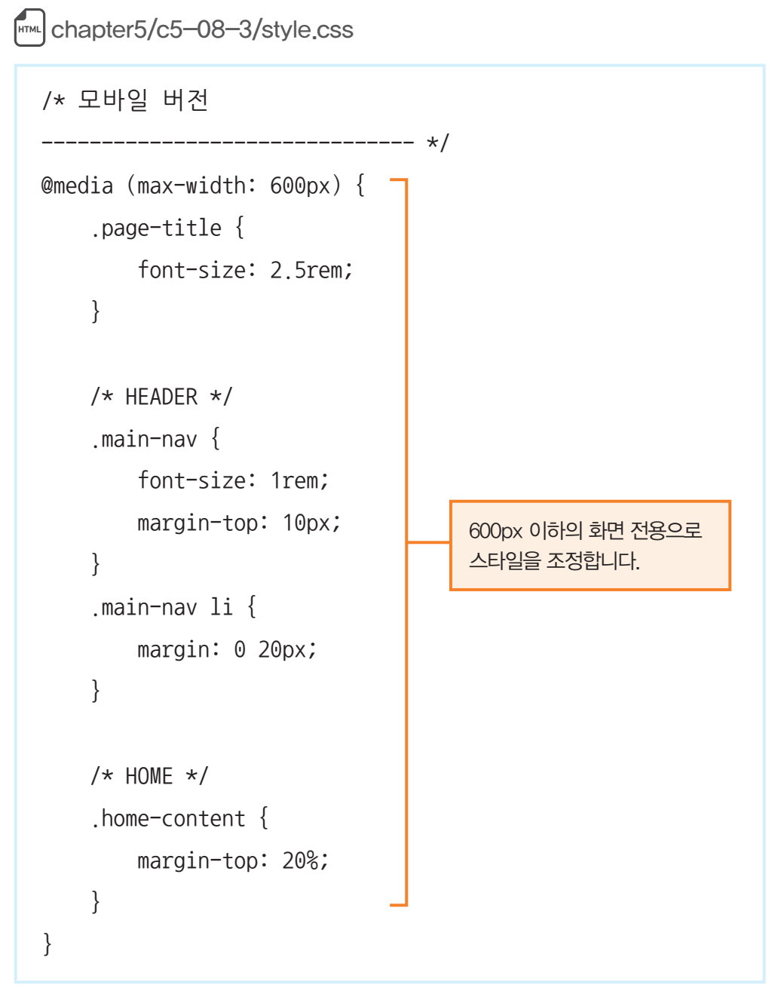 HTML chapter5/c5-08-3/style.css
/* 모바일 버전
------------------------------- */
@media (max-width: 600px) {
    .page-title {
        font-size: 2.5rem;
    }

    /* HEADER */
    .main-nav {
        font-size: 1rem;
        margin-top: 10px;
    }
    .main-nav li {
        margin: 0 20px;
    }

    /* HOME */
    .home-content {
        margin-top: 20%;
    }
}
600px 이하의 화면 전용으로
스타일을 조정합니다.